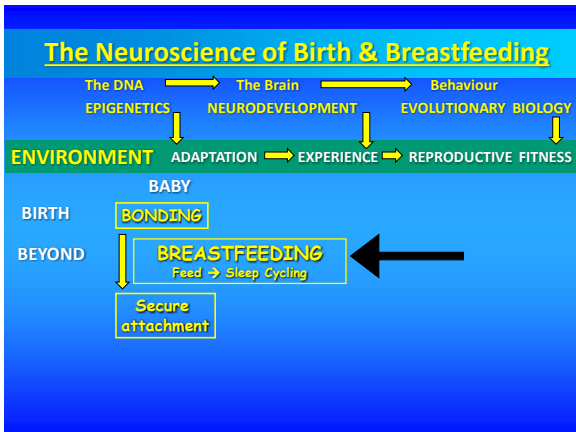 The Neuroscience of Birth & Breastfeeding
The DNA The Brain Behaviour
EPIGENETICS NEURODEVELOPMENT EVOLUTIONARY BIOLOGY
ENVIRONMENT ADAPTATION EXPERIENCE REPRODUCTIVE FITNESS
BABY
BIRTH BONDING
BEYOND BREASTFEEDING
Feed → Sleep Cycling
Secure
attachment